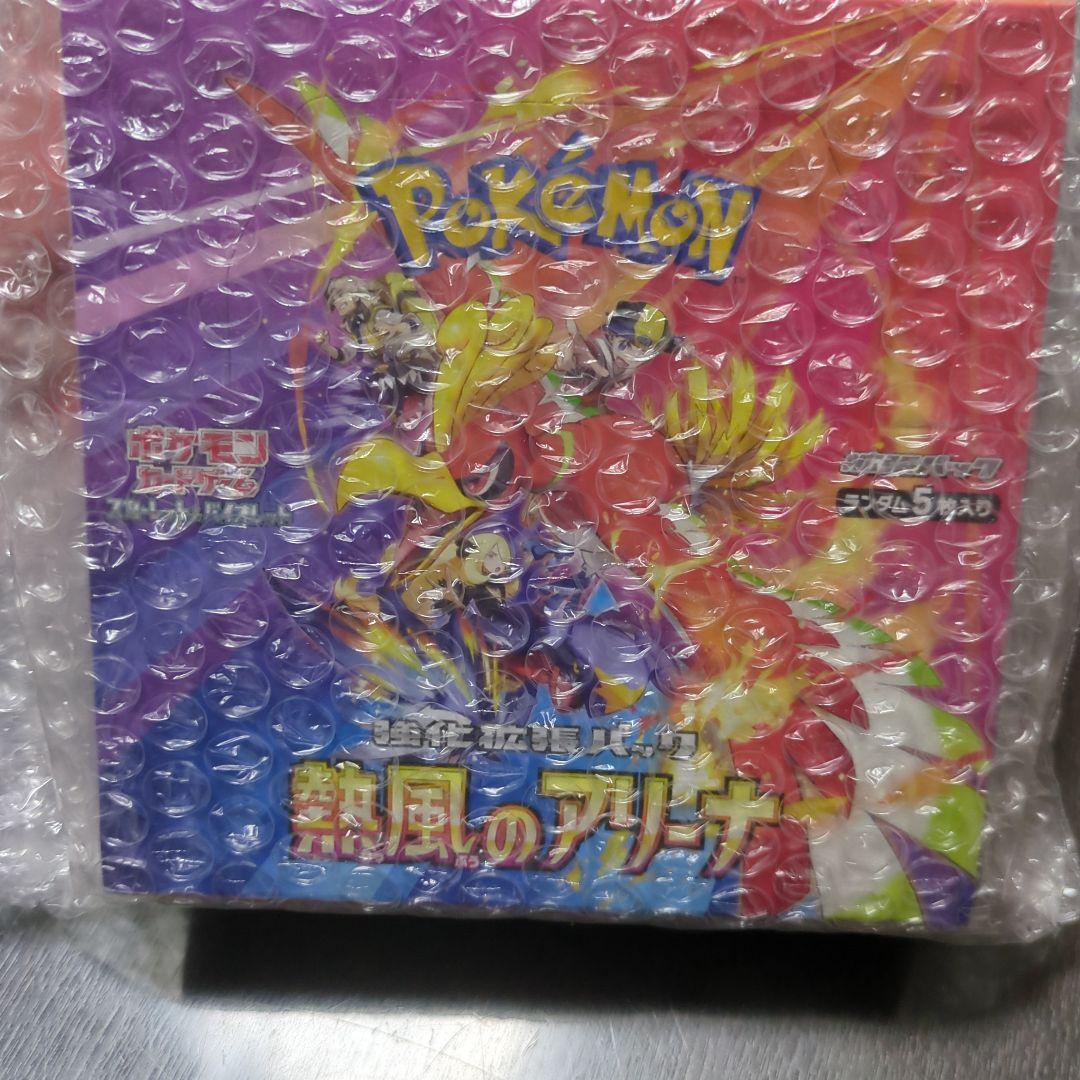 POKÉMON
ポケモン
カードゲーム
スカーレット&バイオレット
拡張パック
ランダム5枚入り
強化拡張パック
熱風のアリーナ